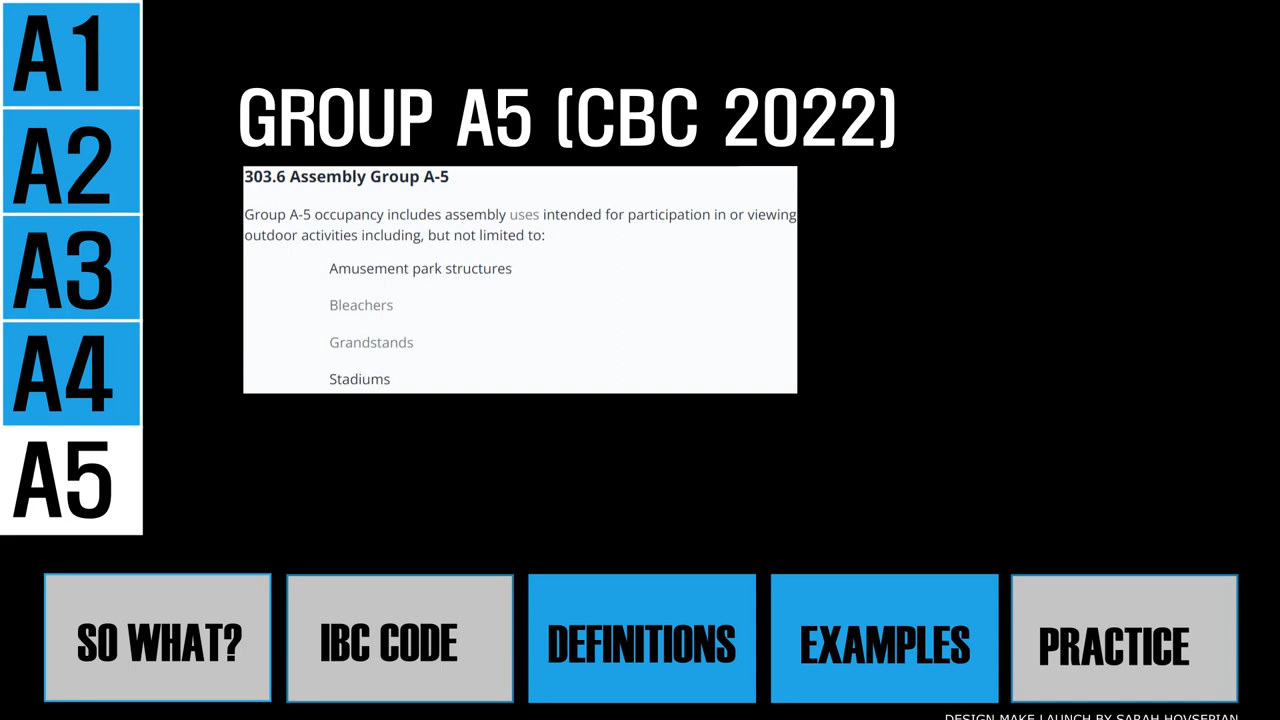 A1
A2
A3
A4
A5
GROUP A5 (CBC 2022)
303.6 Assembly Group A-5
Group A-5 occupancy includes assembly uses intended for participation in or viewing
outdoor activities including, but not limited to:
Amusement park structures
Bleachers
Grandstands
Stadiums
SO WHAT?
IBC CODE
DEFINITIONS
EXAMPLES
PRACTICE
DESIGN MAKE LAUNCH BY SARAH HOVSEPIAN